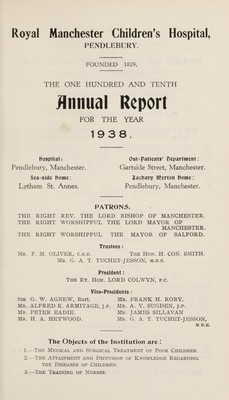 Royal Manchester Children's Hospital,
PENDLEBURY.
FOUNDED 1829,
THE ONE HUNDRED AND TENTH
Annual Report
FOR THE YEAR
1938.
Hospital:
Pendlebury, Manchester.
Out-Patients' Department:
Gartside Street, Manchester.
Sea-side Home:
Lytham St. Annes.
Zachary Merton Home:
Pendlebury, Manchester.
PATRONS.
THE RIGHT REV. THE LORD BISHOP OF MANCHESTER.
THE RIGHT WORSHIPFUL THE LORD MAYOR OF
MANCHESTER.
THE RIGHT WORSHIPFUL THE MAYOR OF SALFORD.
Trustees:
MR. F. M. OLIVER, C.B.E. THE HON. H. CON. SMITH.
MR. G. A. T. TUCHET-JESSON, M.B.E.
President:
THE RT. HON. LORD COLWYN, P.C.
Vice-Presidents:
SIR G. W. AGNEW, Bart.
MR. ALFRED E. ARMITAGE, J.P.
MR. PETER EADIE.
MR. H. A. HEYWOOD.
MR. FRANK H. ROBY.
MR. A. V. SUGDEN, J.P.
MR. JAMES SILLAVAN
MR. G. A. T. TUCHET-JESSON,
M.B.E.
The Objects of the Institution are:
1.—THE MEDICAL AND SURGICAL TREATMENT OF POOR CHILDREN.
2.—THE ATTAINMENT AND DIFFUSION OF KNOWLEDGE REGARDING
THE DISEASES OF CHILDREN.
3.—THE TRAINING OF NURSES.